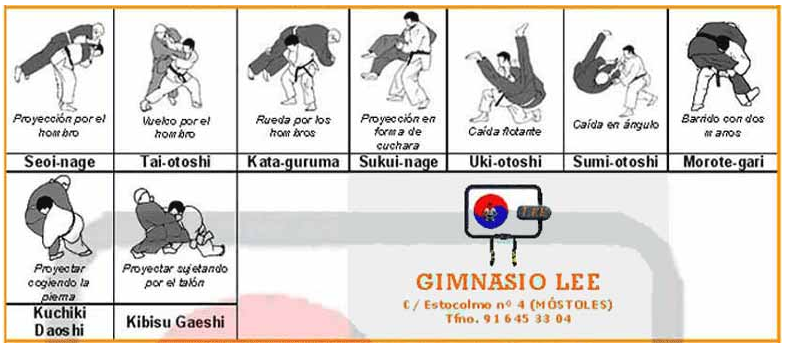 Proyección por el
hombro
Seoi-nage
Vuelco por el
hombro
Tai-otoshi
Rueda por los
hombros
Kata-guruma
Proyección en
forma de
cuchara
Sukui-nage
Caída flotante
Uki-otoshi
Caída en ángulo
Sumi-otoshi
Barrido con dos
manos
Morote-gari
Proyectar
cogiendo la
pierna
Kuchiki
Daoshi
Proyectar sujetando
por el talón
Kibisu Gaeshi
LEE
GIMNASIO LEE
C/ Estocolmo nº 4 (MÓSTOLES)
Tfno. 91 645 33 04